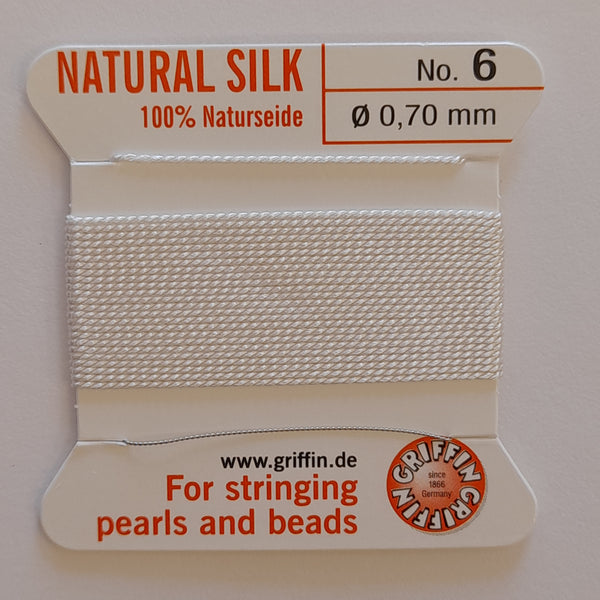 NATURAL SILK
No. 6
100% Naturseide
Ø 0,70 mm
www.griffin.de
For stringing
pearls and beads
GRIFFIN GRIFFIN
since
1866
Germany